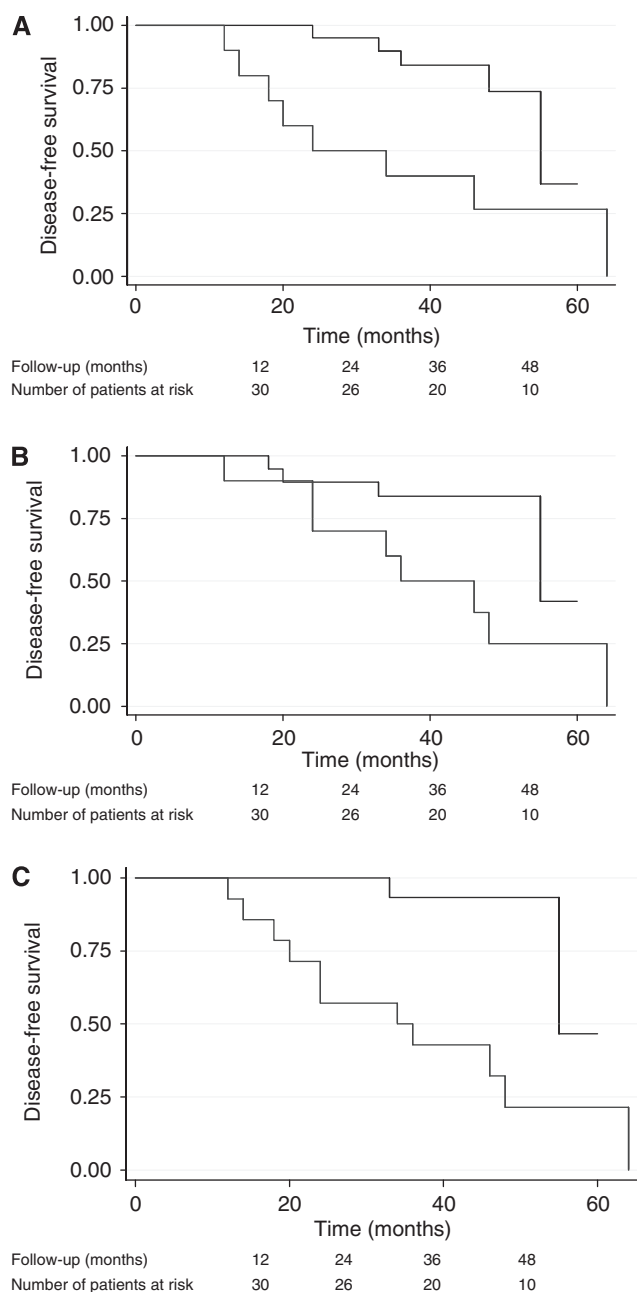 A
Disease-free survival
1.00
0.75
0.50
0.25
0.00
0 20 40 60
Time (months)
Follow-up (months) 12 24 36 48
Number of patients at risk 30 26 20 10
B
Disease-free survival
1.00
0.75
0.50
0.25
0.00
0 20 40 60
Time (months)
Follow-up (months) 12 24 36 48
Number of patients at risk 30 26 20 10
C
Disease-free survival
1.00
0.75
0.50
0.25
0.00
0 20 40 60
Time (months)
Follow-up (months) 12 24 36 48
Number of patients at risk 30 26 20 10